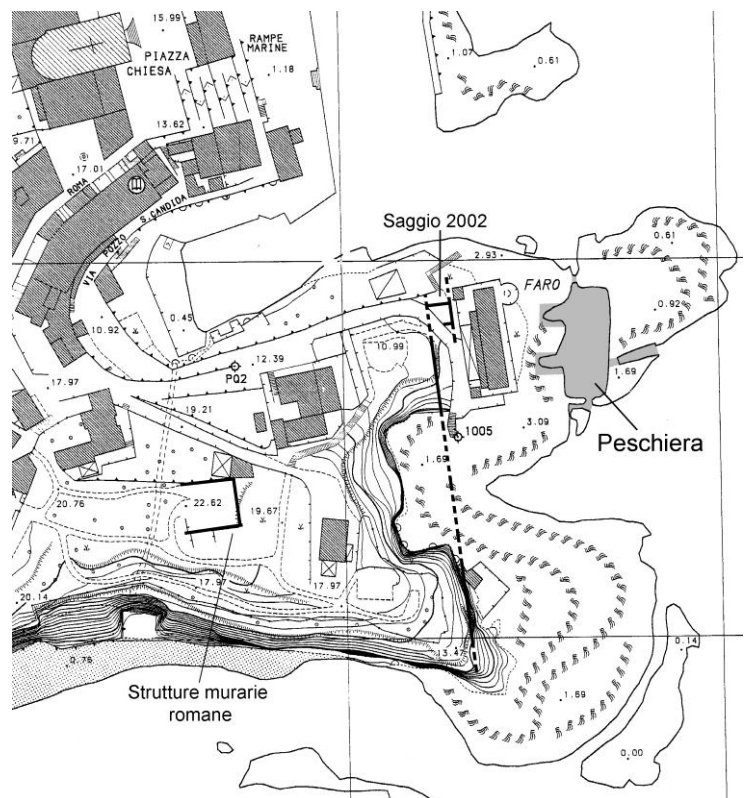 15.99
PIAZZA
CHIESA
RAMPE
MARINE
1.18
1.07
0.61
13.62
9.71
17.01
ROMA
VIA POZZO S. CANDIDA
Saggio 2002
2.93
FARO
0.61
0.92
0.45
10.92
12.39
PQ2
10.99
1.69
17.97
19.21
Peschiera
3.09
1005
1.69
20.76
22.62
19.67
17.97
17.97
20.14
13.47
0.14
0.76
1.69
Strutture murarie
romane
0.00